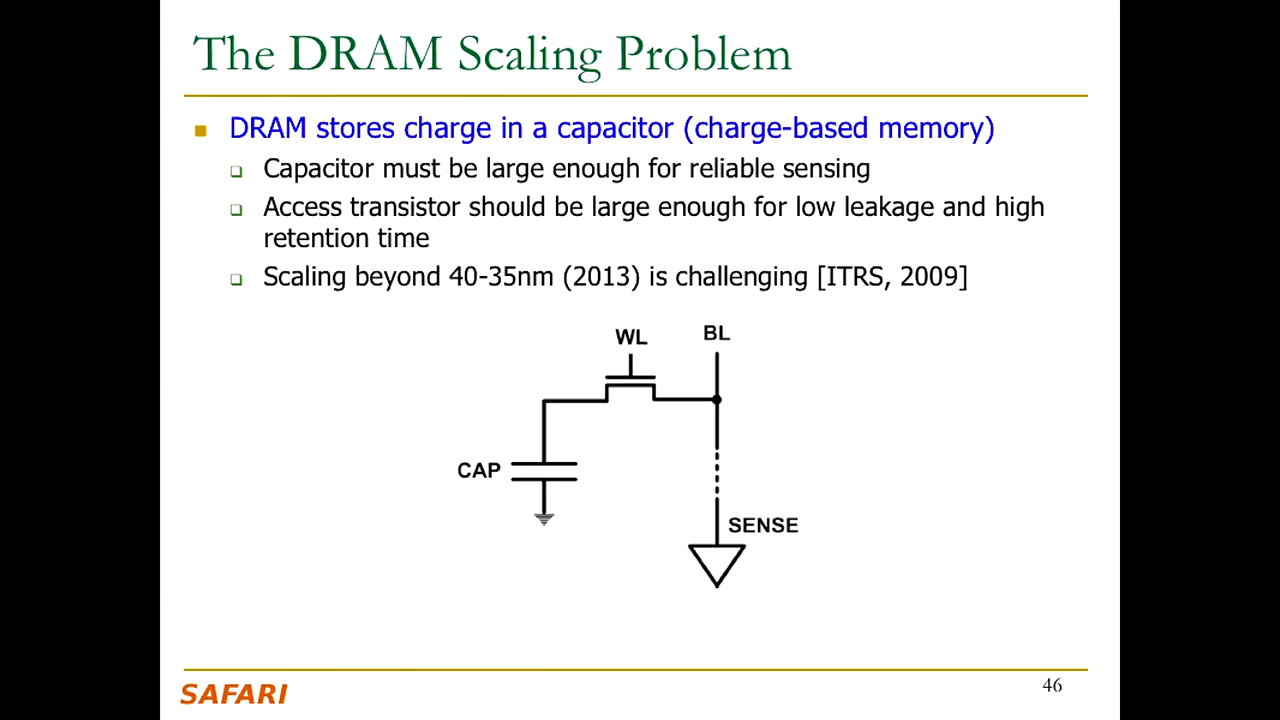 The DRAM Scaling Problem
DRAM stores charge in a capacitor (charge-based memory)
Capacitor must be large enough for reliable sensing
Access transistor should be large enough for low leakage and high
retention time
Scaling beyond 40-35nm (2013) is challenging [ITRS, 2009]
WL
BL
CAP
SENSE
SAFARI
46